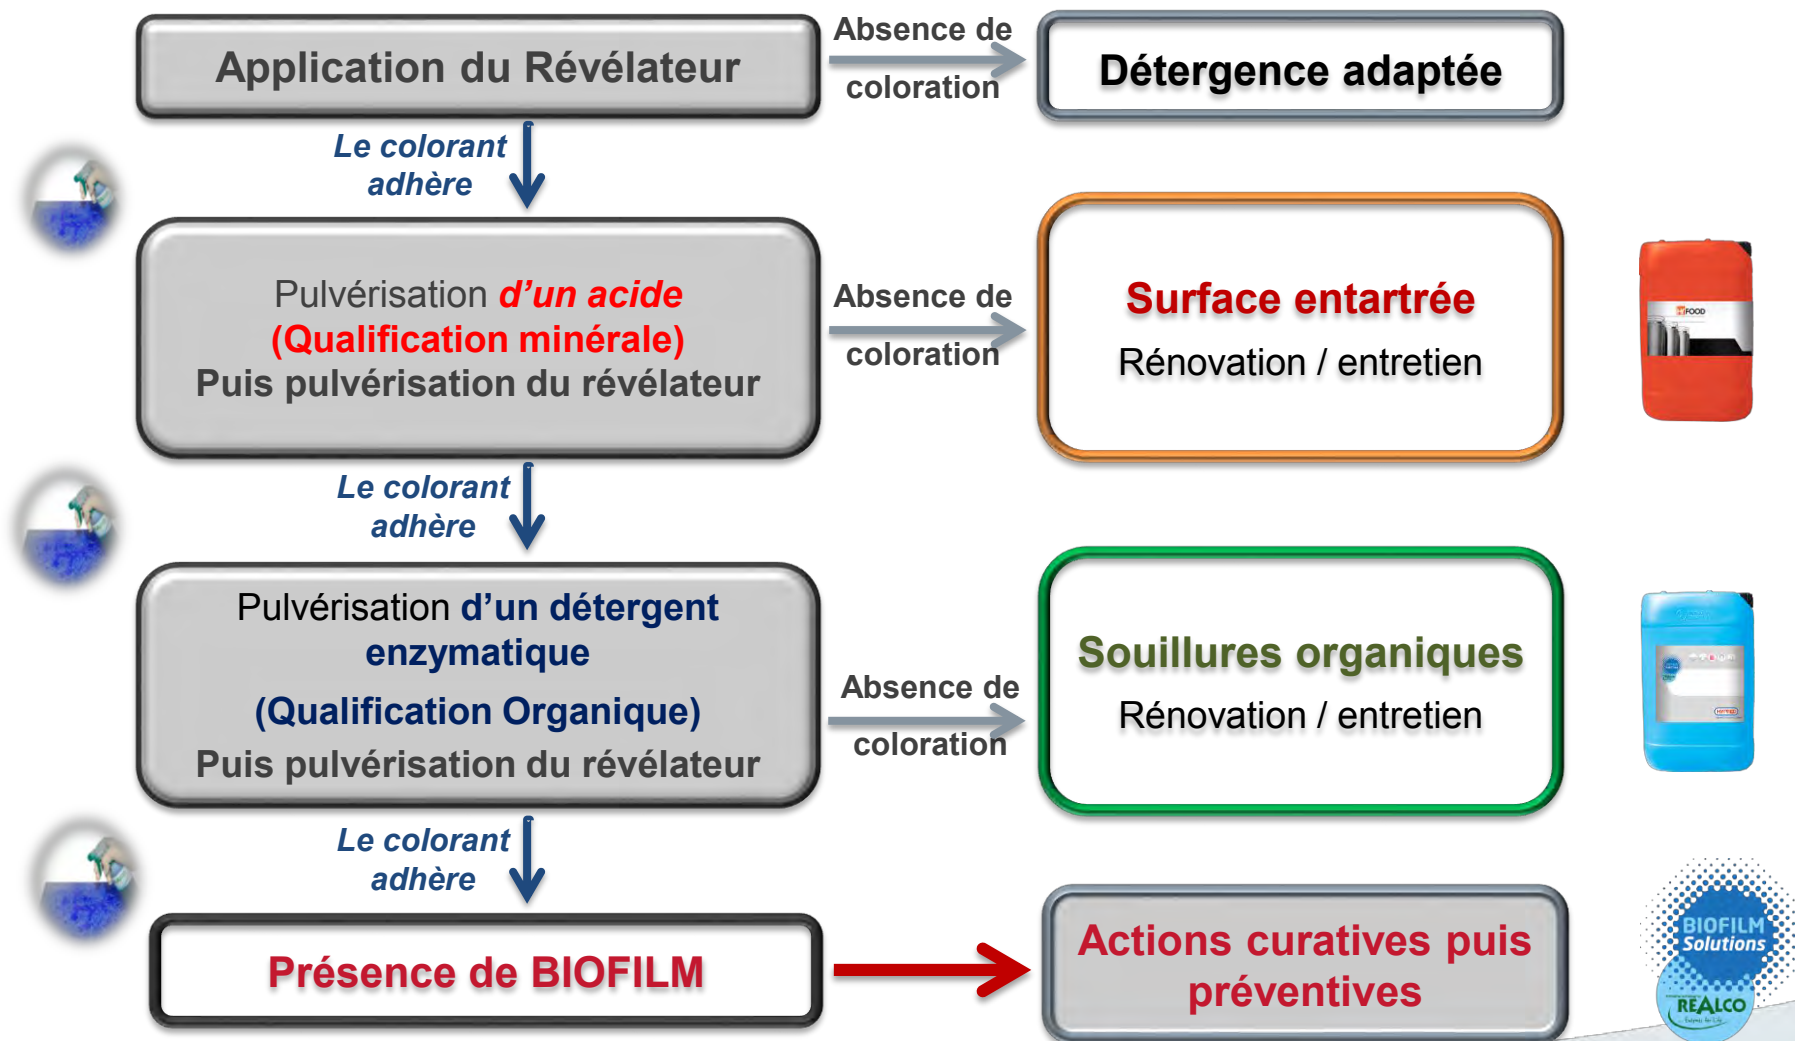 Application du Révélateur
Absence de
coloration
Détergence adaptée
Le colorant
adhère
Pulvérisation d’un acide
(Qualification minérale)
Puis pulvérisation du révélateur
Absence de
coloration
Surface entartrée
Rénovation / entretien
FOOD
Le colorant
adhère
Pulvérisation d’un détergent
enzymatique
(Qualification Organique)
Puis pulvérisation du révélateur
Absence de
coloration
Souillures organiques
Rénovation / entretien
Le colorant
adhère
Présence de BIOFILM
Actions curatives puis
préventives
BIOFILM
Solutions
REALCO